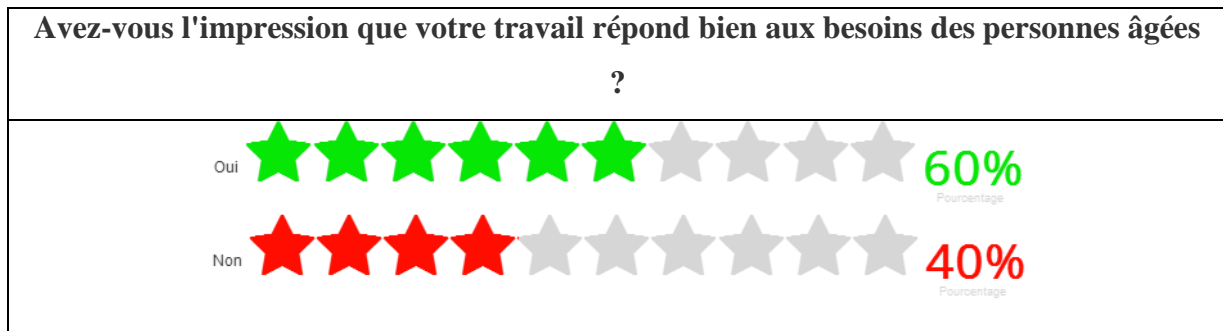 Avez-vous l'impression que votre travail répond bien aux besoins des personnes âgées
?
Oui 60%
Pourcentage
Non 40%
Pourcentage